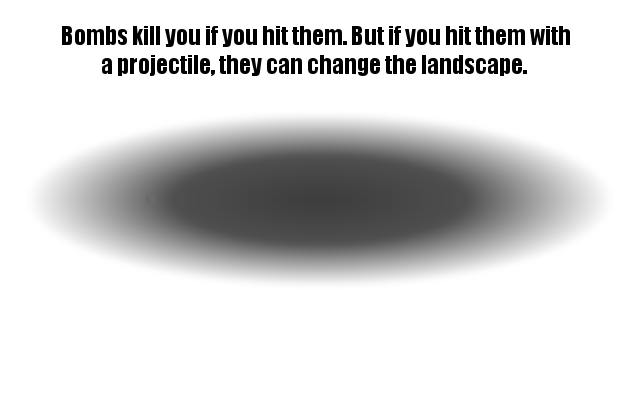 Bombs kill you if you hit them. But if you hit them with
a projectile, they can change the landscape.